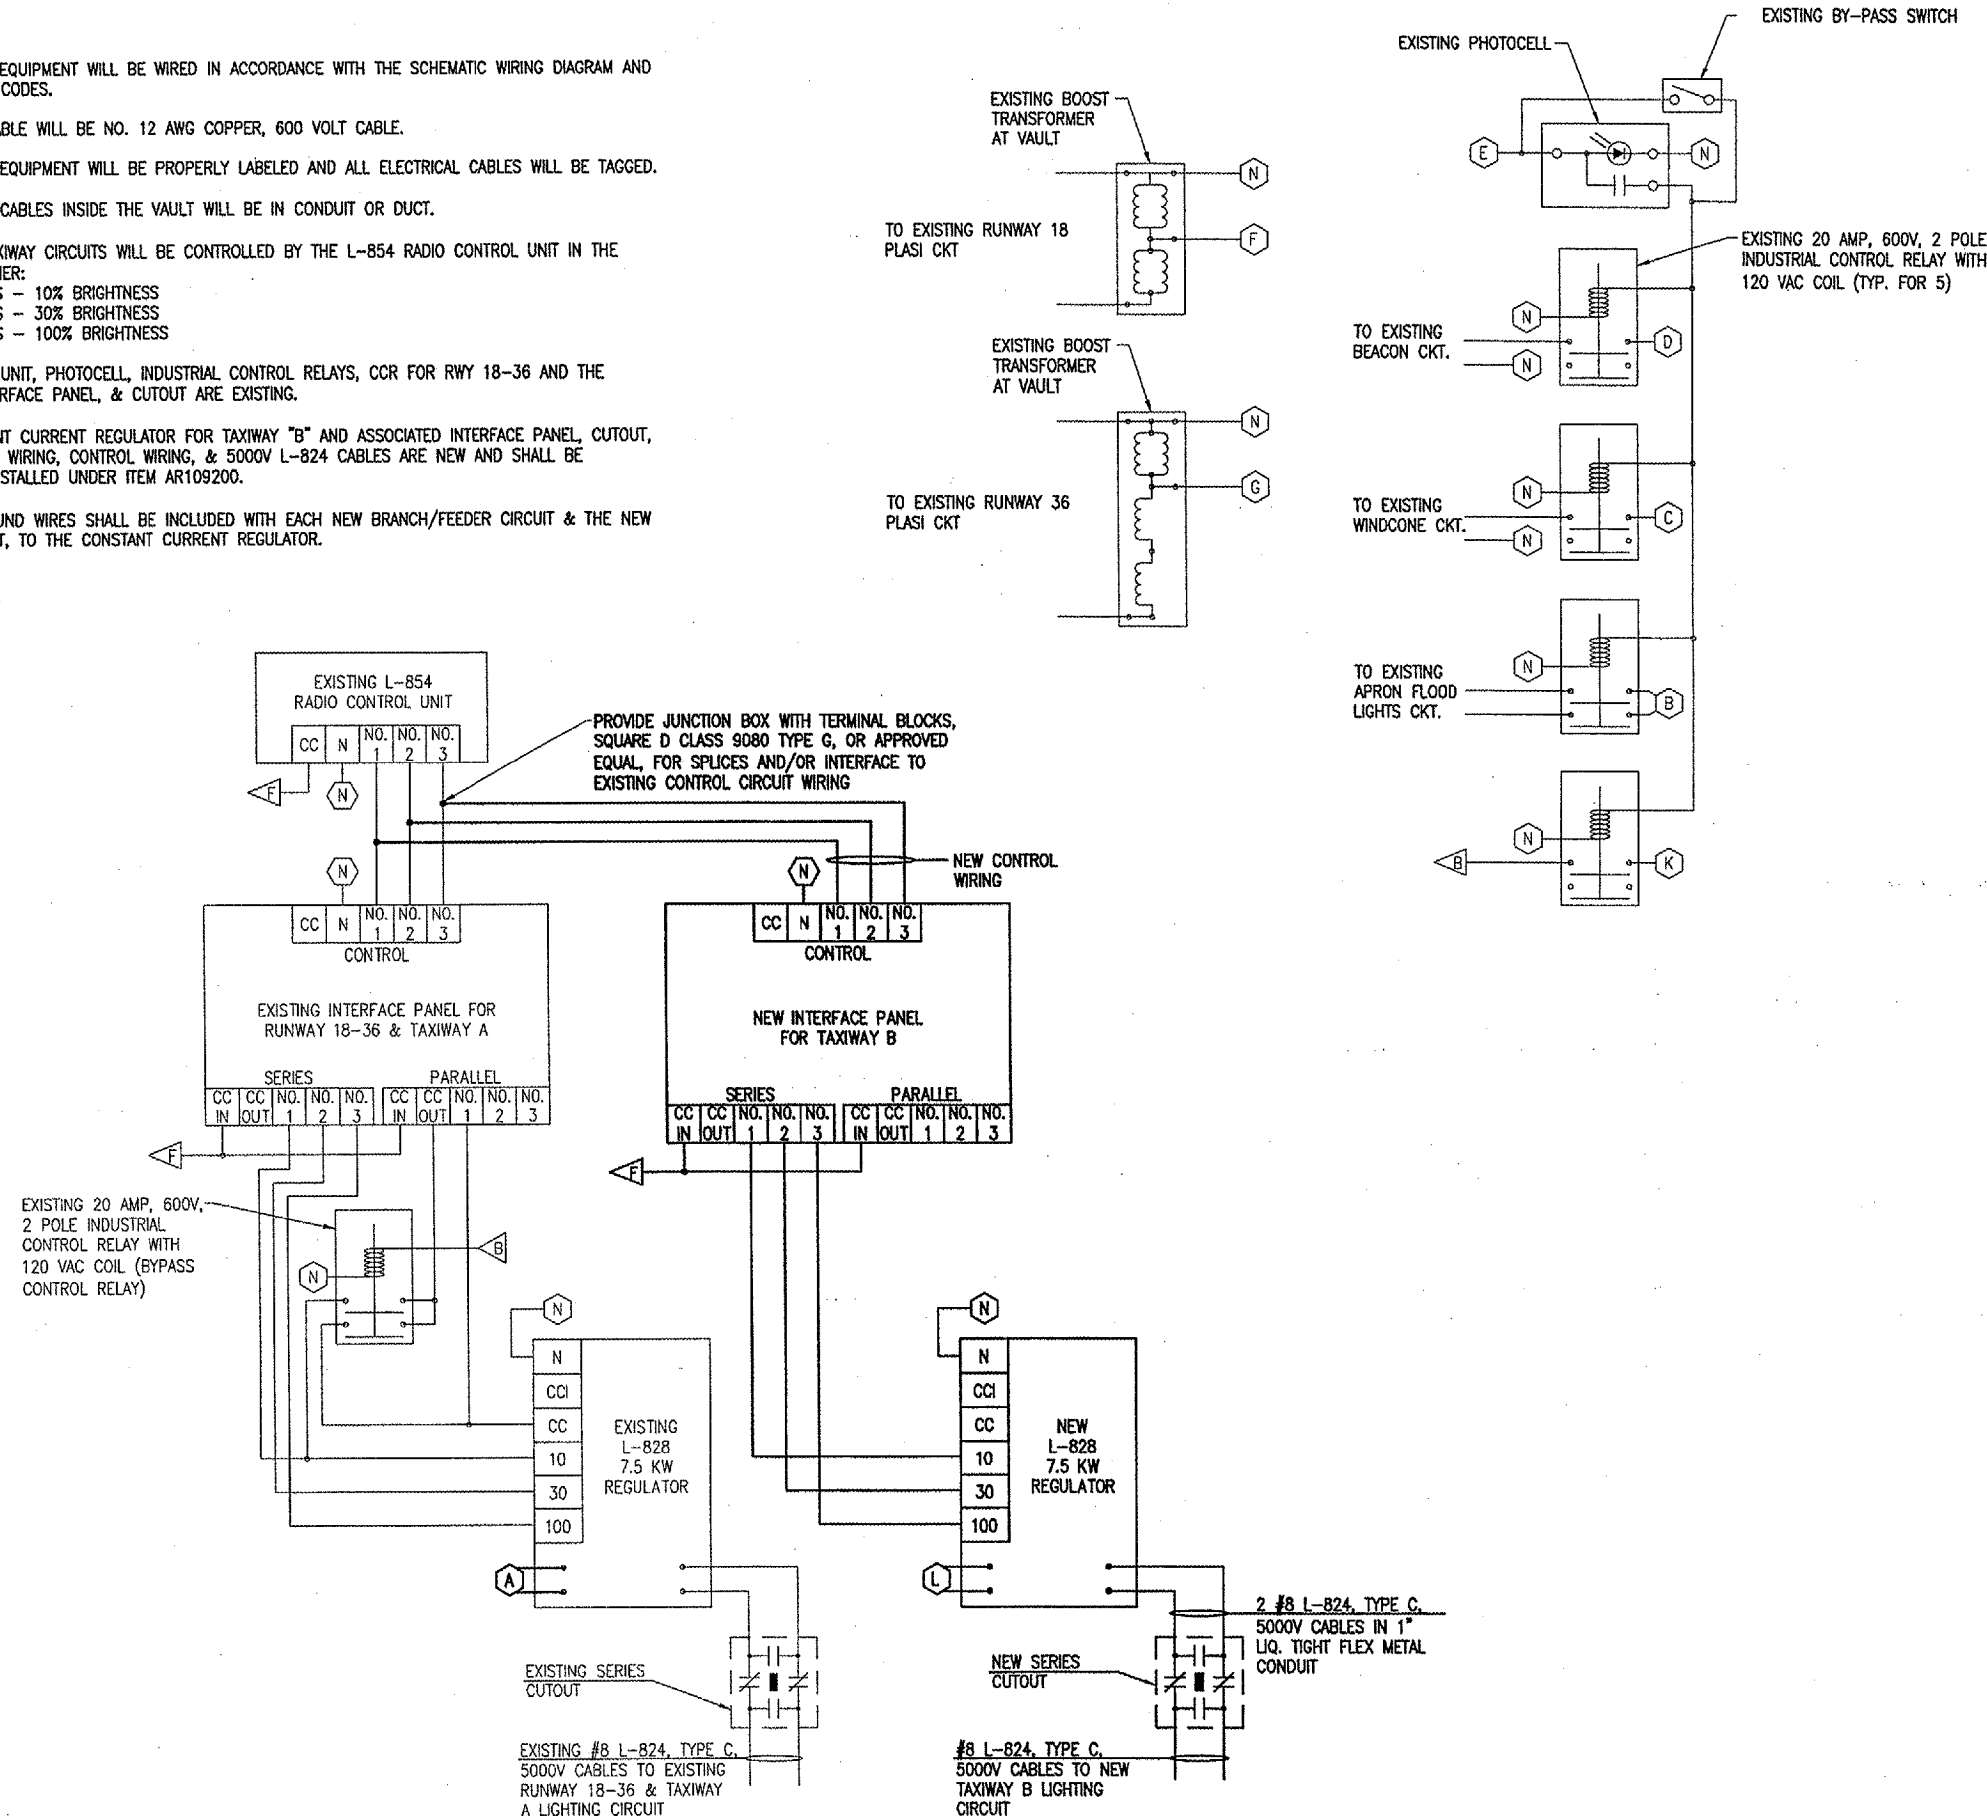 EQUIPMENT WILL BE WIRED IN ACCORDANCE WITH THE SCHEMATIC WIRING DIAGRAM AND
CODES.
ABLE WILL BE NO. 12 AWG COPPER, 600 VOLT CABLE.
EQUIPMENT WILL BE PROPERLY LABELED AND ALL ELECTRICAL CABLES WILL BE TAGGED.
CABLES INSIDE THE VAULT WILL BE IN CONDUIT OR DUCT.
XIWAY CIRCUITS WILL BE CONTROLLED BY THE L-854 RADIO CONTROL UNIT IN THE
NER:
S - 10% BRIGHTNESS
S - 30% BRIGHTNESS
S - 100% BRIGHTNESS
UNIT, PHOTOCELL, INDUSTRIAL CONTROL RELAYS, CCR FOR RWY 18-36 AND THE
RFACE PANEL, & CUTOUT ARE EXISTING.
NT CURRENT REGULATOR FOR TAXIWAY "B" AND ASSOCIATED INTERFACE PANEL, CUTOUT,
WIRING, CONTROL WIRING, & 5000V L-824 CABLES ARE NEW AND SHALL BE
STALLED UNDER ITEM AR109200.
UND WIRES SHALL BE INCLUDED WITH EACH NEW BRANCH/FEEDER CIRCUIT & THE NEW
T, TO THE CONSTANT CURRENT REGULATOR.
EXISTING BOOST
TRANSFORMER
AT VAULT
N
F
TO EXISTING RUNWAY 18
PLASI CKT
EXISTING BOOST
TRANSFORMER
AT VAULT
N
G
TO EXISTING RUNWAY 36
PLASI CKT
EXISTING BY-PASS SWITCH
EXISTING PHOTOCELL
E
N
EXISTING 20 AMP, 600V, 2 POLE
INDUSTRIAL CONTROL RELAY WITH
120 VAC COIL (TYP. FOR 5)
N
TO EXISTING
BEACON CKT.
D
N
N
TO EXISTING
WINDCONE CKT.
C
N
N
TO EXISTING
APRON FLOOD
LIGHTS CKT.
B
N
B
K
EXISTING L-854
RADIO CONTROL UNIT
CC N NO. 1 NO. 2 NO. 3
F
N
PROVIDE JUNCTION BOX WITH TERMINAL BLOCKS,
SQUARE D CLASS 9080 TYPE G, OR APPROVED
EQUAL, FOR SPLICES AND/OR INTERFACE TO
EXISTING CONTROL CIRCUIT WIRING
NEW CONTROL
WIRING
N
CC N NO. 1 NO. 2 NO. 3
CONTROL
EXISTING INTERFACE PANEL FOR
RUNWAY 18-36 & TAXIWAY A
SERIES PARALLEL
CC IN CC OUT NO. 1 NO. 2 NO. 3 CC IN CC OUT NO. 1 NO. 2 NO. 3
F
N
CC N NO. 1 NO. 2 NO. 3
CONTROL
NEW INTERFACE PANEL
FOR TAXIWAY B
SERIES PARALLEL
CC IN CC OUT NO. 1 NO. 2 NO. 3 CC IN CC OUT NO. 1 NO. 2 NO. 3
F
EXISTING 20 AMP, 600V,
2 POLE INDUSTRIAL
CONTROL RELAY WITH
120 VAC COIL (BYPASS
CONTROL RELAY)
B
N
N
N
CCI
CC
10
30
100
EXISTING
L-828
7.5 KW
REGULATOR
A
EXISTING SERIES
CUTOUT
EXISTING #8 L-824, TYPE C,
5000V CABLES TO EXISTING
RUNWAY 18-36 & TAXIWAY
A LIGHTING CIRCUIT
N
N
CCI
CC
10
30
100
NEW
L-828
7.5 KW
REGULATOR
L
2 #8 L-824, TYPE C,
5000V CABLES IN 1"
LIQ. TIGHT FLEX METAL
CONDUIT
NEW SERIES
CUTOUT
#8 L-824, TYPE C,
5000V CABLES TO NEW
TAXIWAY B LIGHTING
CIRCUIT